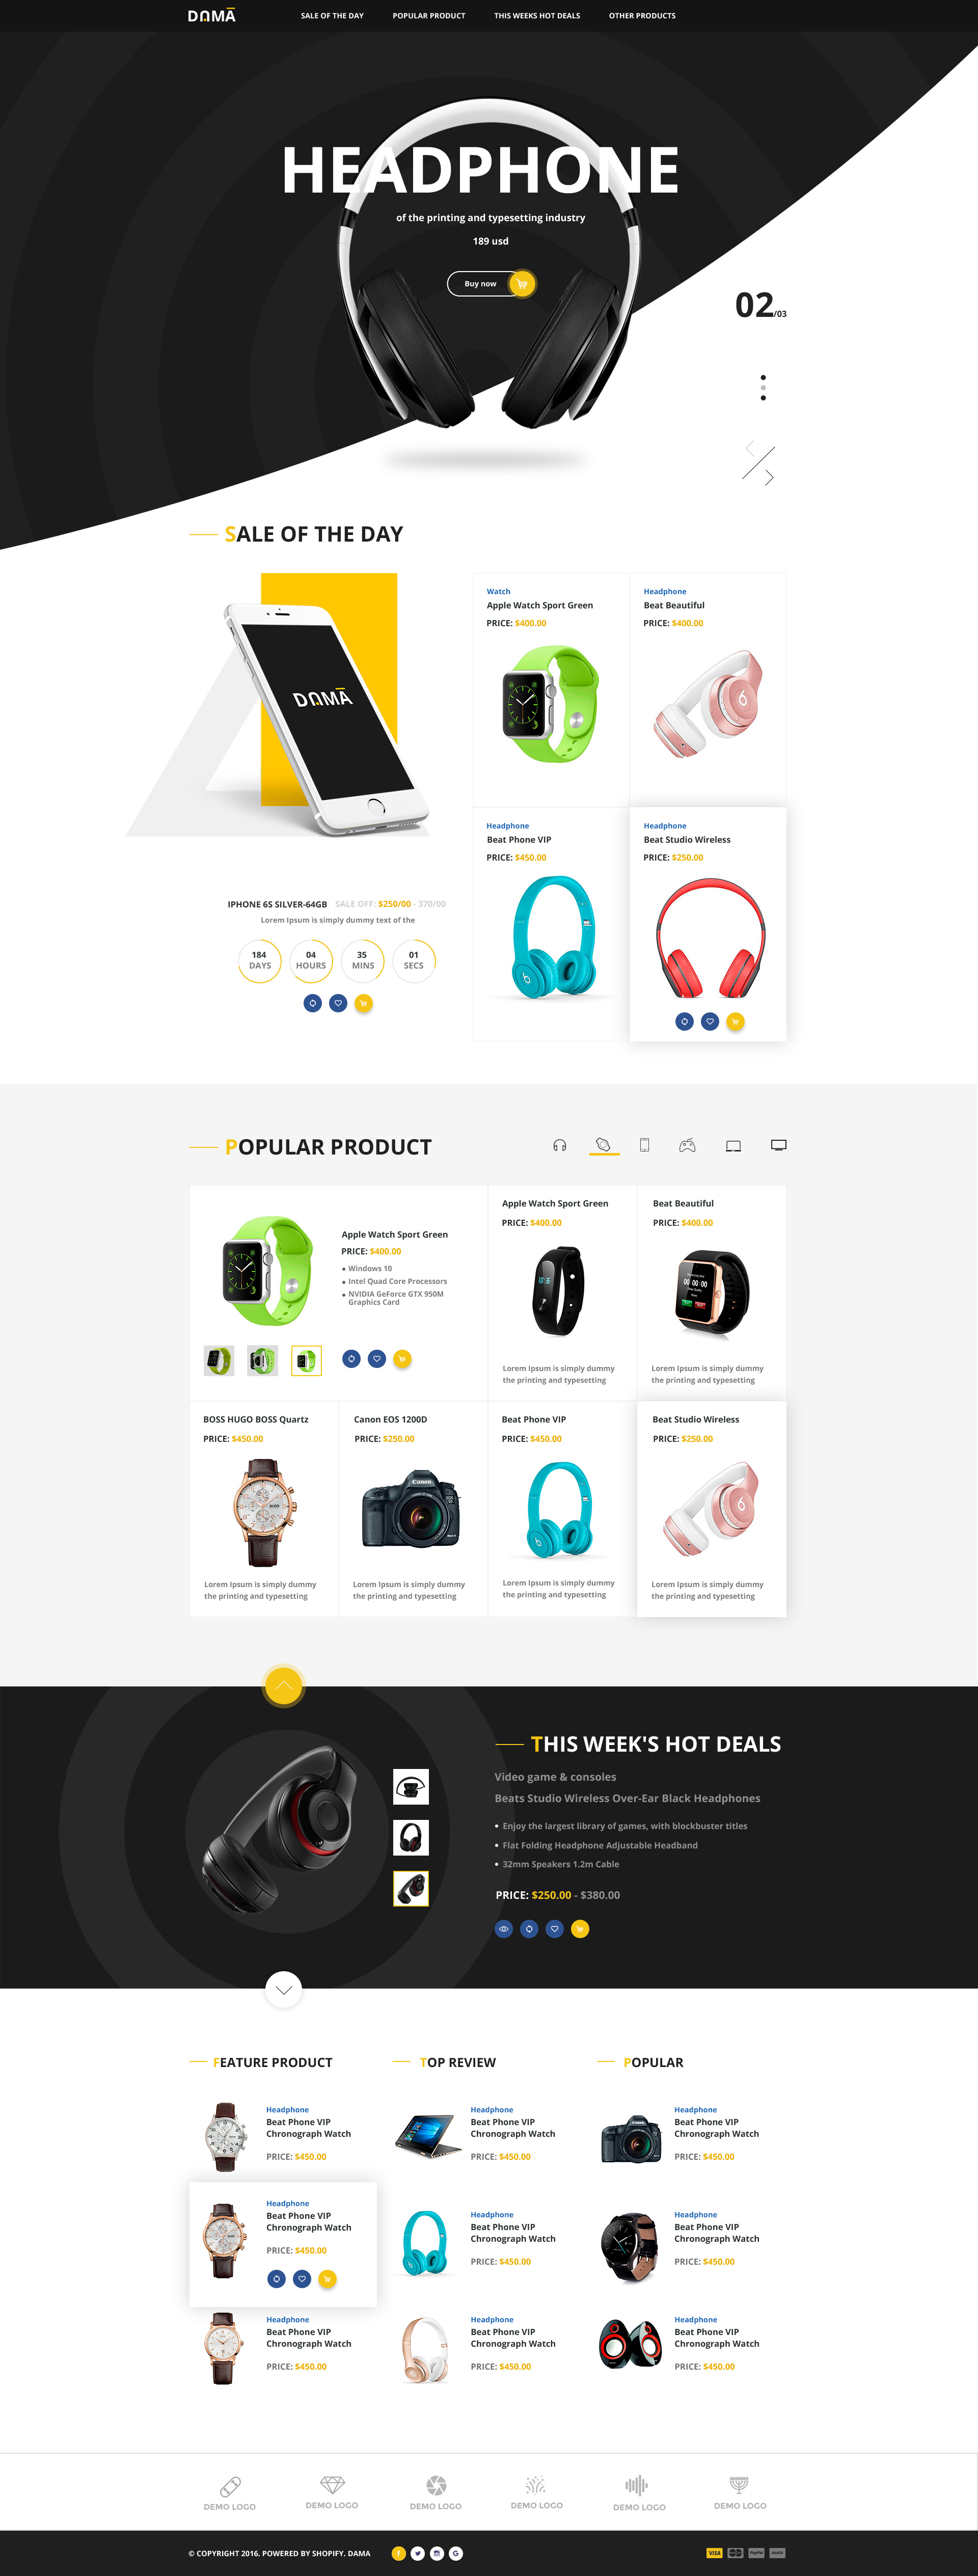 DAMA
SALE OF THE DAY
POPULAR PRODUCT
THIS WEEKS HOT DEALS
OTHER PRODUCTS
HEADPHONE
of the printing and typesetting industry
189 usd
Buy now
02/03
SALE OF THE DAY
DAMA
IPHONE 6S SILVER-64GB SALE OFF: $250/00 - 370/00
Lorem Ipsum is simply dummy text of the
184 DAYS
04 HOURS
35 MINS
01 SECS
Watch
Apple Watch Sport Green
PRICE: $400.00
Headphone
Beat Beautiful
PRICE: $400.00
Headphone
Beat Phone VIP
PRICE: $450.00
Headphone
Beat Studio Wireless
PRICE: $250.00
POPULAR PRODUCT
Apple Watch Sport Green
PRICE: $400.00
Windows 10
Intel Quad Core Processors
NVIDIA GeForce GTX 950M
Graphics Card
Apple Watch Sport Green
PRICE: $400.00
Lorem Ipsum is simply dummy
the printing and typesetting
Beat Beautiful
PRICE: $400.00
Lorem Ipsum is simply dummy
the printing and typesetting
BOSS HUGO BOSS Quartz
PRICE: $450.00
Lorem Ipsum is simply dummy
the printing and typesetting
Canon EOS 1200D
PRICE: $250.00
Canon
Lorem Ipsum is simply dummy
the printing and typesetting
Beat Phone VIP
PRICE: $450.00
Lorem Ipsum is simply dummy
the printing and typesetting
Beat Studio Wireless
PRICE: $250.00
Lorem Ipsum is simply dummy
the printing and typesetting
THIS WEEK'S HOT DEALS
Video game & consoles
Beats Studio Wireless Over-Ear Black Headphones
Enjoy the largest library of games, with blockbuster titles
Flat Folding Headphone Adjustable Headband
32mm Speakers 1.2m Cable
PRICE: $250.00 - $380.00
FEATURE PRODUCT
Headphone
Beat Phone VIP
Chronograph Watch
PRICE: $450.00
Headphone
Beat Phone VIP
Chronograph Watch
PRICE: $450.00
Headphone
Beat Phone VIP
Chronograph Watch
PRICE: $450.00
TOP REVIEW
Headphone
Beat Phone VIP
Chronograph Watch
PRICE: $450.00
Headphone
Beat Phone VIP
Chronograph Watch
PRICE: $450.00
Headphone
Beat Phone VIP
Chronograph Watch
PRICE: $450.00
POPULAR
Headphone
Beat Phone VIP
Chronograph Watch
PRICE: $450.00
Headphone
Beat Phone VIP
Chronograph Watch
PRICE: $450.00
Headphone
Beat Phone VIP
Chronograph Watch
PRICE: $450.00
DEMO LOGO
DEMO LOGO
DEMO LOGO
DEMO LOGO
DEMO LOGO
DEMO LOGO
© COPYRIGHT 2016. POWERED BY SHOPIFY. DAMA
VISA
PayPal